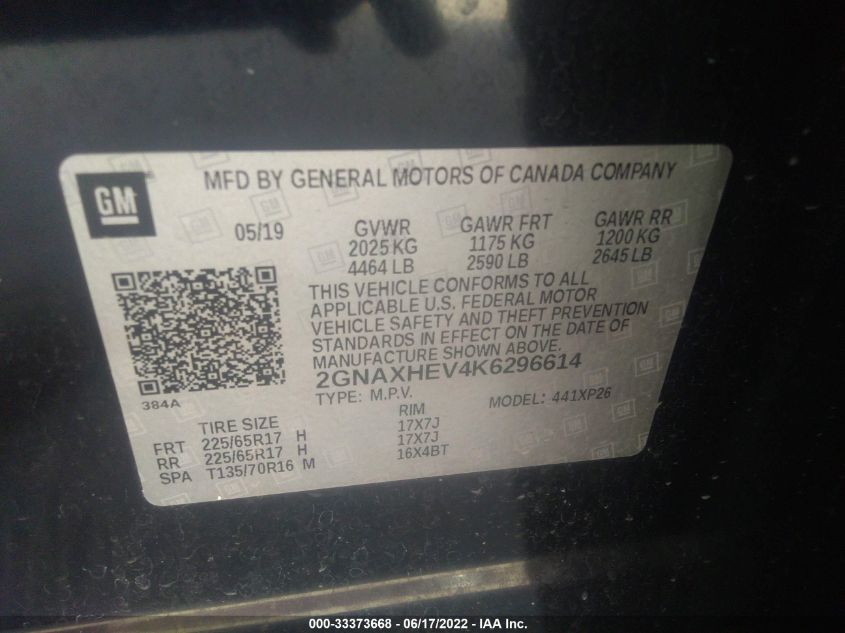 GM
MFD BY GENERAL MOTORS OF CANADA COMPANY
05/19
GVWR GAWR FRT GAWR RR
2025 KG 1175 KG 1200 KG
4464 LB 2590 LB 2645 LB
THIS VEHICLE CONFORMS TO ALL
APPLICABLE U.S. FEDERAL MOTOR
VEHICLE SAFETY AND THEFT PREVENTION
STANDARDS IN EFFECT ON THE DATE OF
MANUFACTURE SHOWN ABOVE.
2GNAXHEV4K6296614
TYPE: M.P.V. MODEL: 441XP26
384A
TIRE SIZE RIM
FRT 225/65R17 H 17X7J
RR 225/65R17 H 17X7J
SPA T135/70R16 M 16X4BT
000-33373668 - 06/17/2022 - IAA Inc.